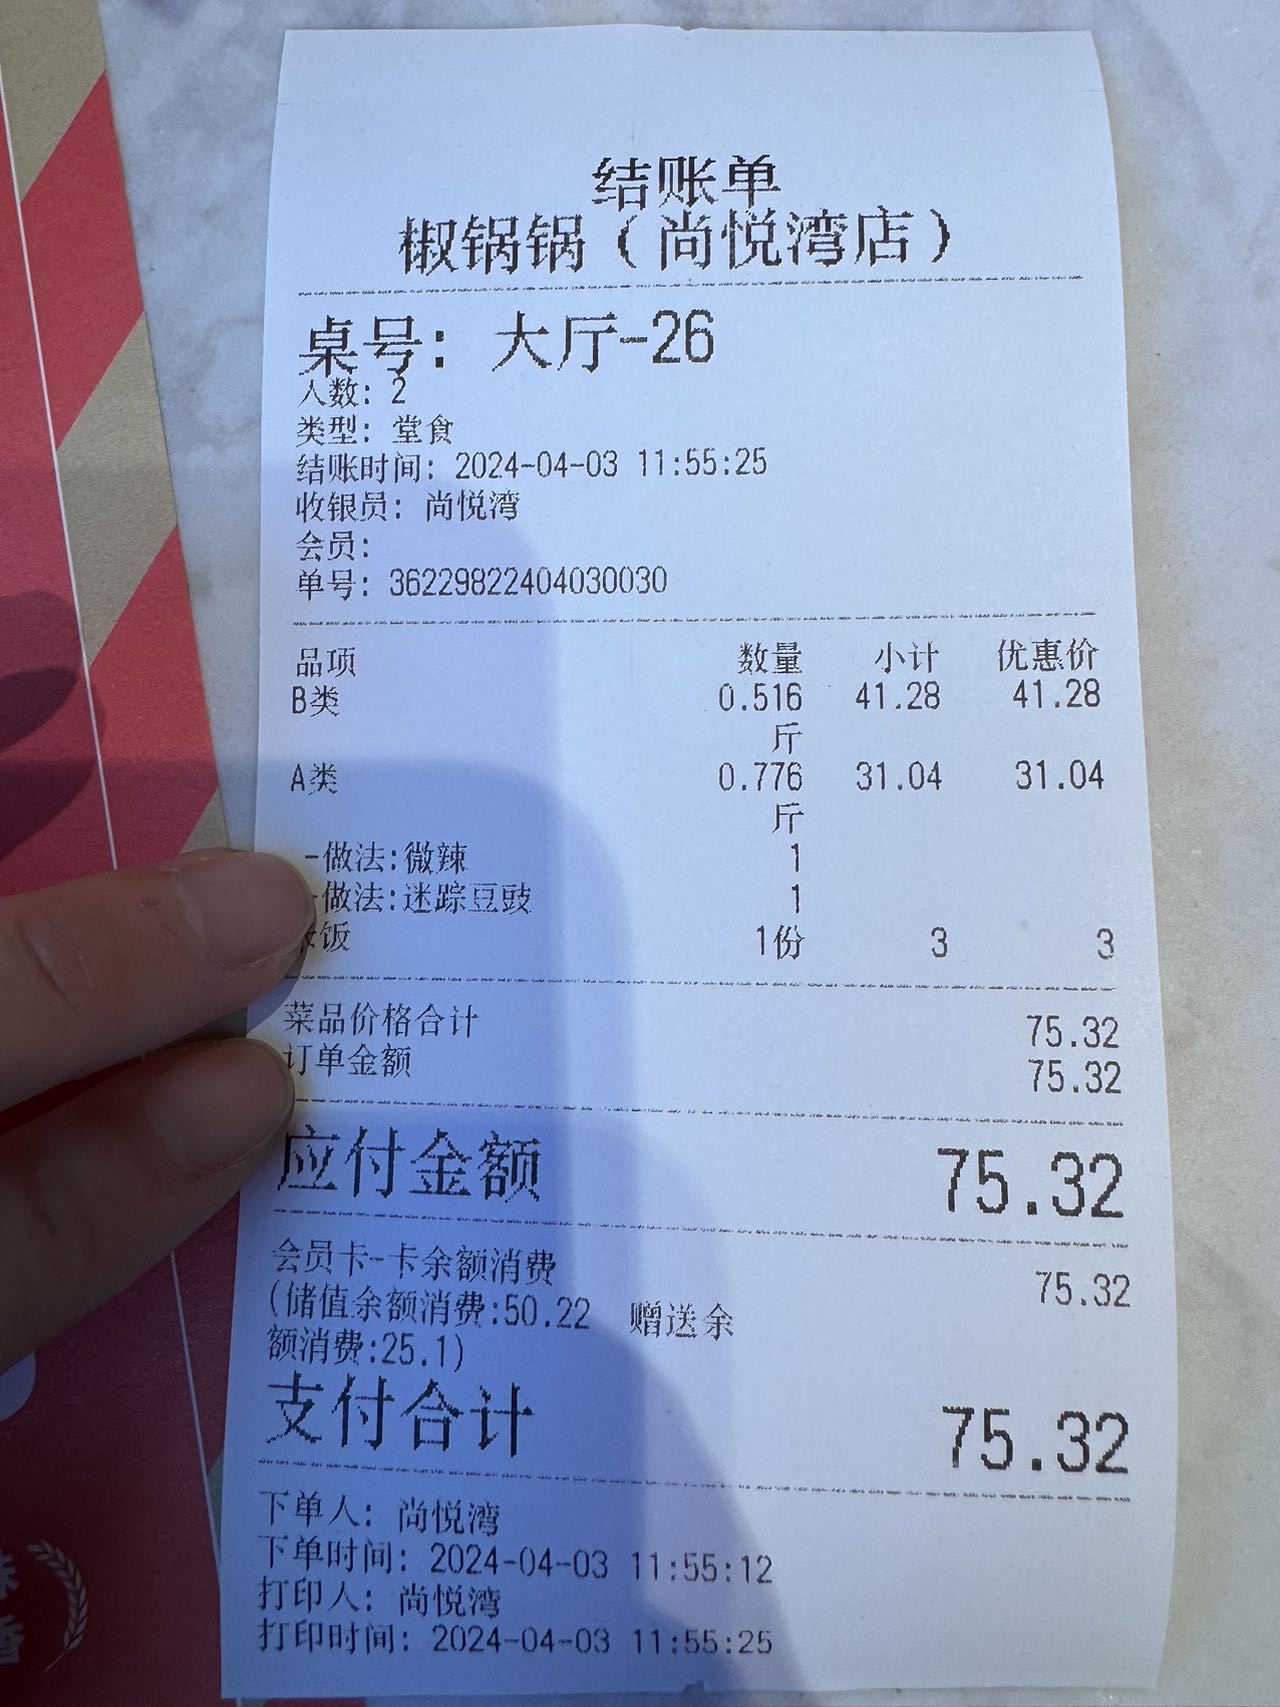 结账单
椒锅锅（尚悦湾店）
桌号: 大厅-26
人数: 2
类型: 堂食
结账时间: 2024-04-03 11:55:25
收银员: 尚悦湾
会员:
单号: 36229822404030030
品项 数量 小计 优惠价
B类 0.516 41.28 41.28
斤
A类 0.776 31.04 31.04
斤
-做法:微辣 1
-做法:迷踪豆豉 1
饭 1份 3 3
菜品价格合计 75.32
订单金额 75.32
应付金额 75.32
会员卡-卡余额消费 75.32
(储值余额消费:50.22 赠送余
额消费:25.1)
支付合计 75.32
下单人: 尚悦湾
下单时间: 2024-04-03 11:55:12
打印人: 尚悦湾
打印时间: 2024-04-03 11:55:25